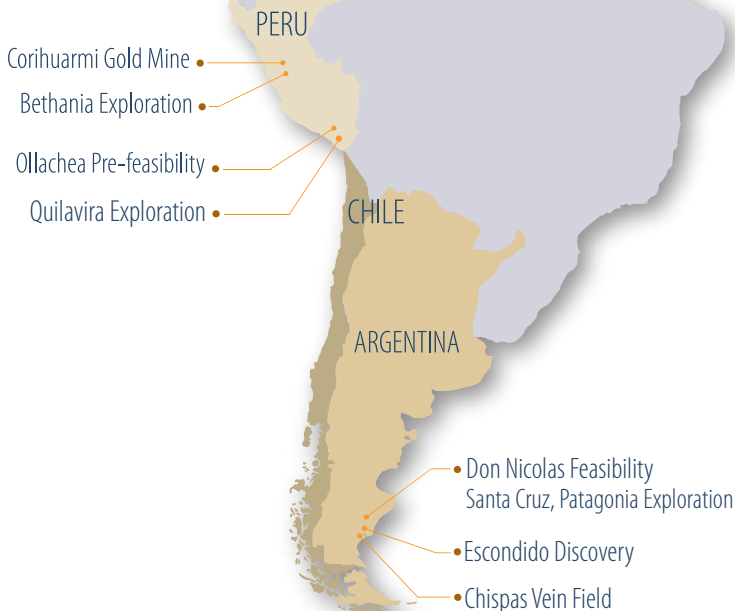 PERU
Corihuarmi Gold Mine
Bethania Exploration
Ollachea Pre-feasibility
Quilavira Exploration
CHILE
ARGENTINA
Don Nicolas Feasibility
Santa Cruz, Patagonia Exploration
Escondido Discovery
Chispas Vein Field